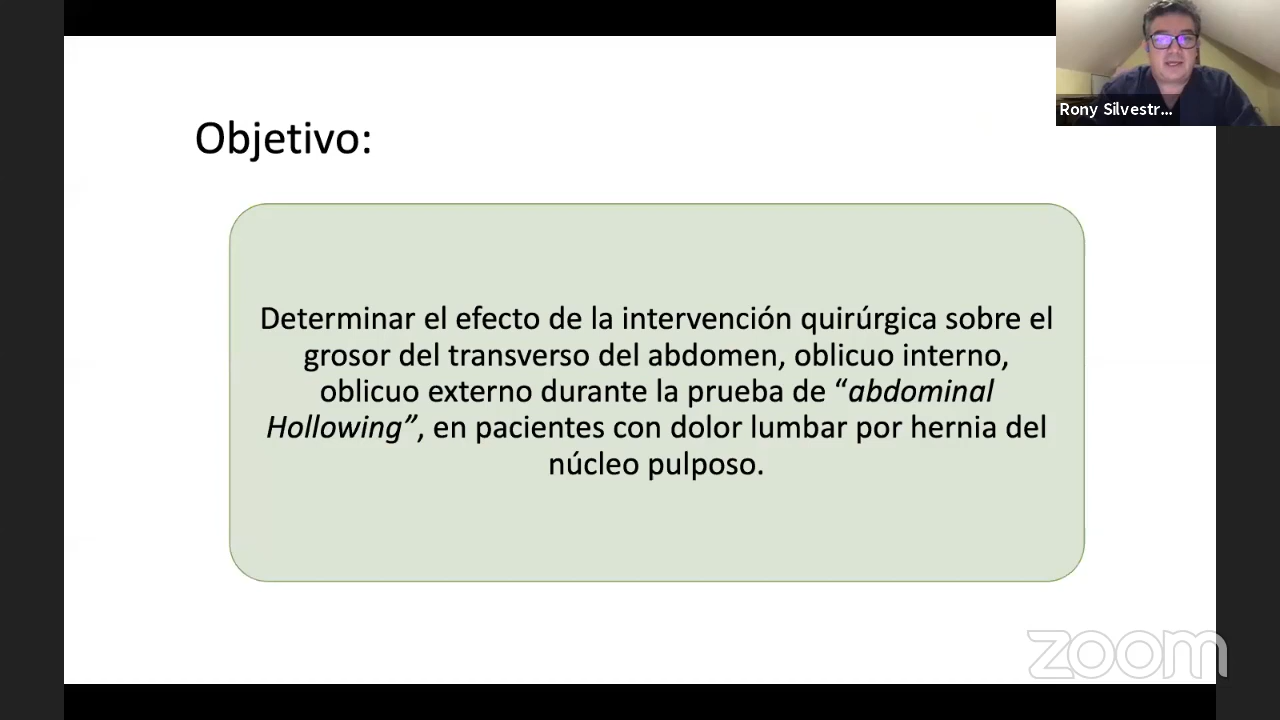 Rony Silvestr...
Objetivo:
Determinar el efecto de la intervención quirúrgica sobre el
grosor del transverso del abdomen, oblicuo interno,
oblicuo externo durante la prueba de “abdominal
Hollowing”, en pacientes con dolor lumbar por hernia del
núcleo pulposo.
zoom